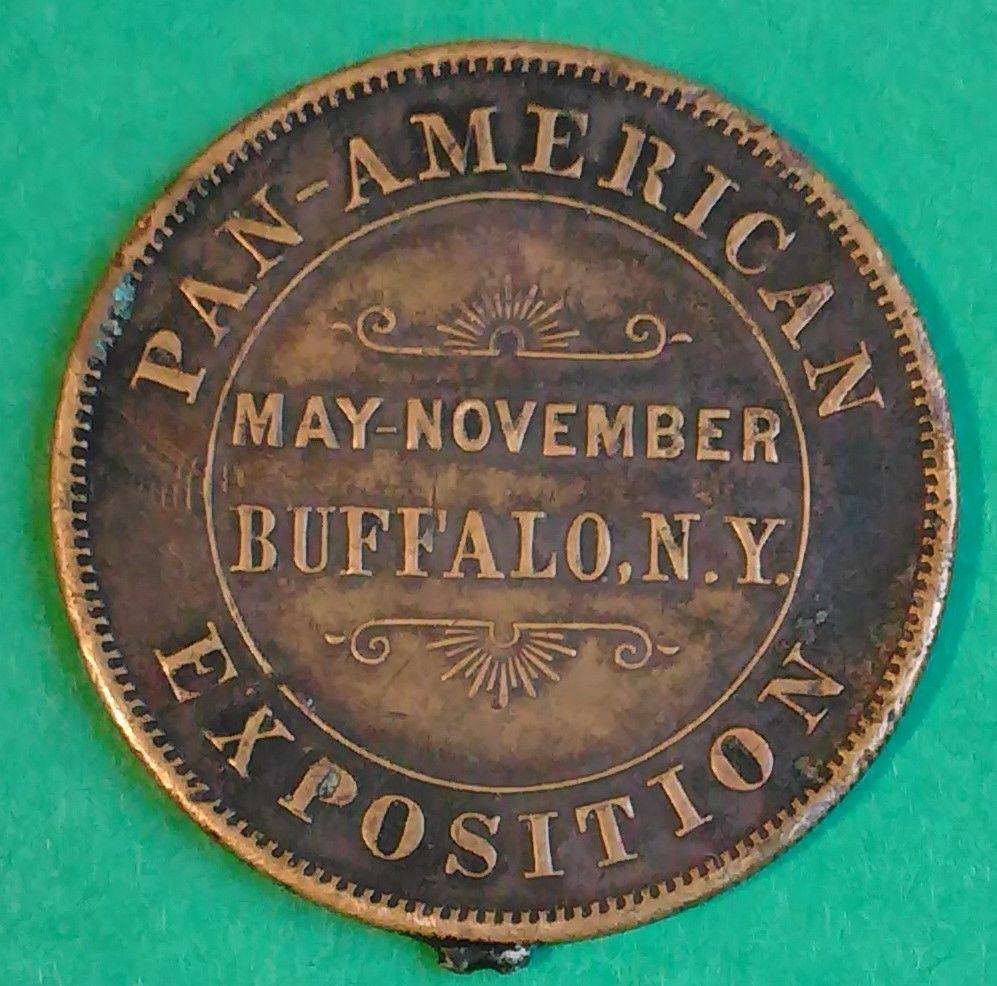 PAN-AMERICAN
MAY-NOVEMBER
BUFFALO, N.Y.
EXPOSITION